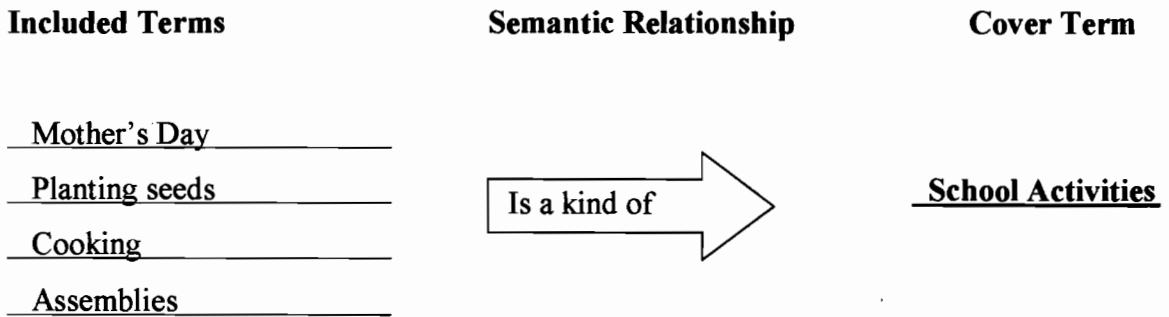 Included Terms Semantic Relationship Cover Term
Mother's Day
Planting seeds
Cooking
Assemblies
Is a kind of
School Activities